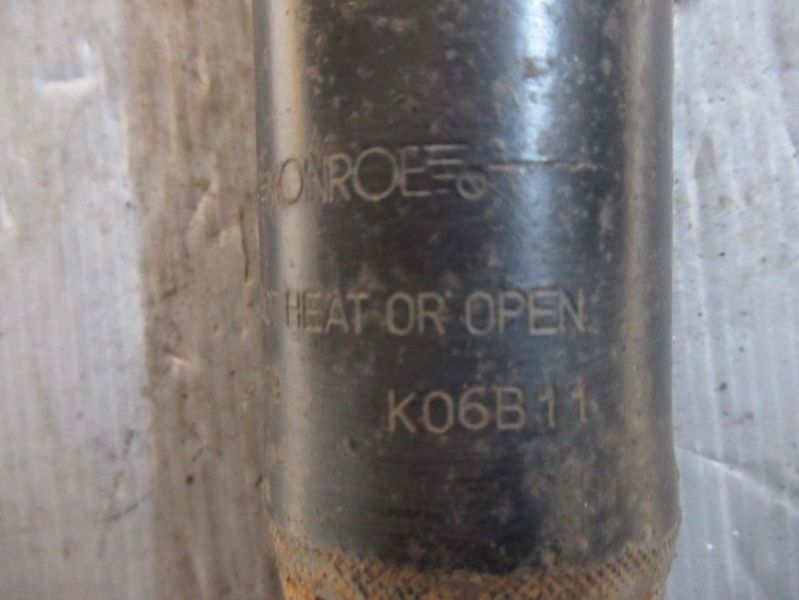 MONROE
HEAT OR OPEN
K06B11